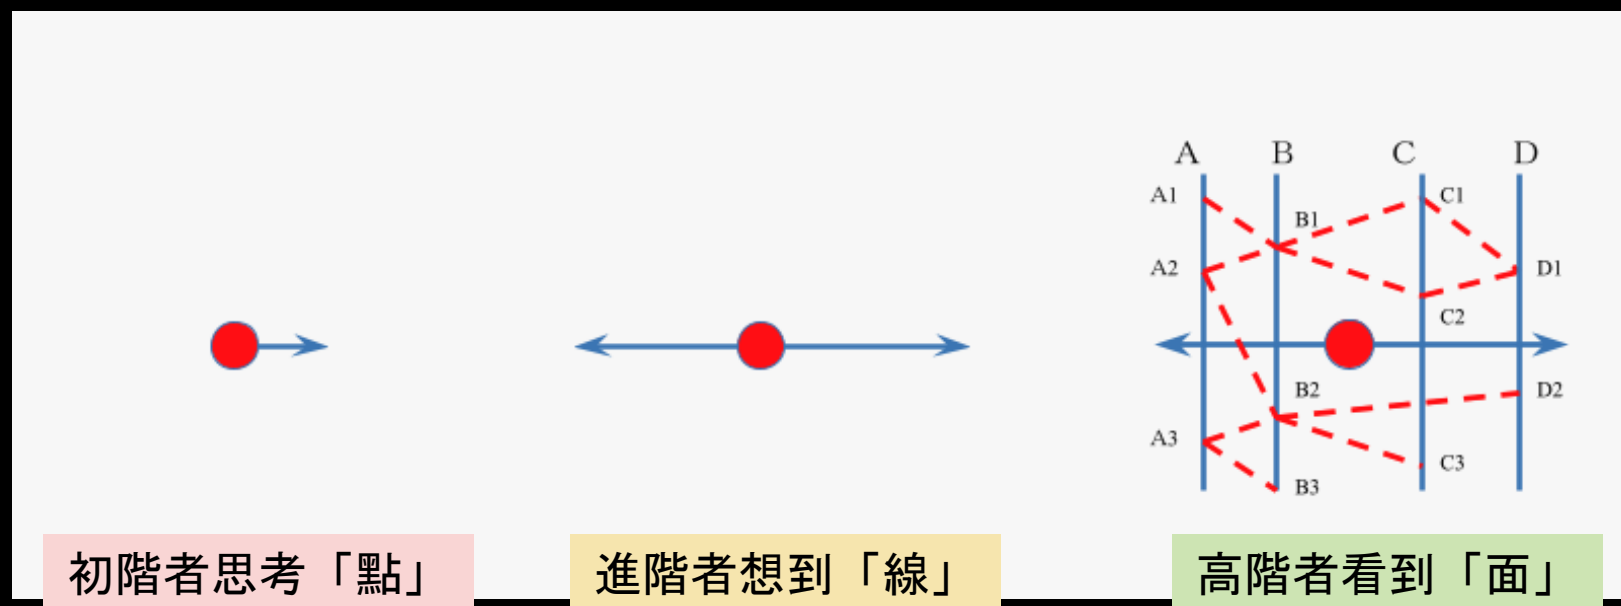 A B C D
A1
C1
B1
A2
D1
C2
B2
D2
A3
C3
B3
初階者思考「點」
進階者想到「線」
高階者看到「面」